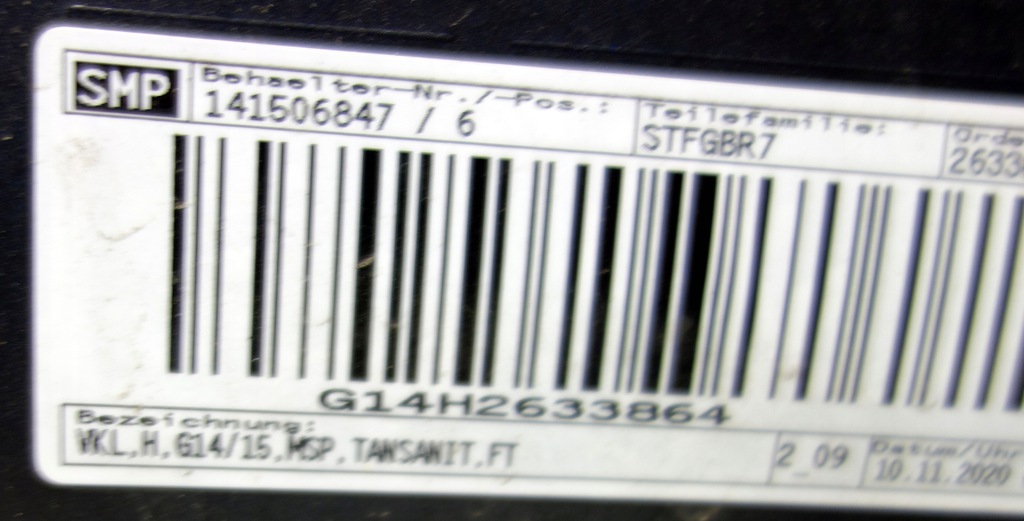 SMP
Behaelter-Nr./-Pos.:
141506847 / 6
Teilefamilie:
STFGBR7
G14H2633864
Bezeichnung:
VKL,H,G14/15,MSP,TANSANIT,FT
2_09
Datum/Uhr
10.11.2020